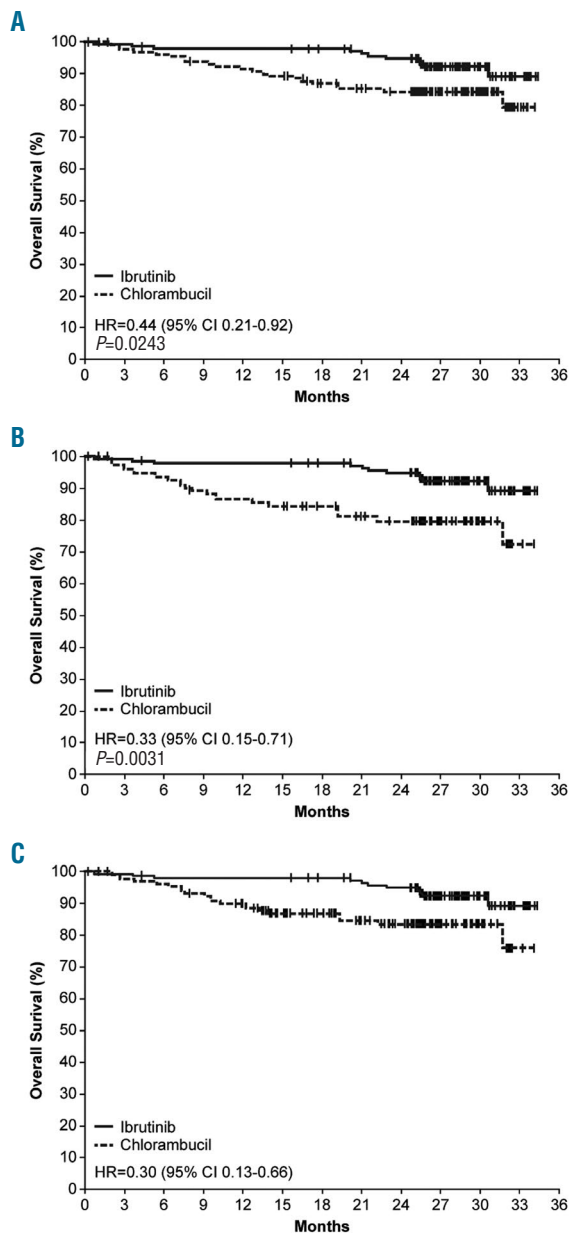 A
Overall Surival (%)
100
90
80
70
60
50
40
30
20
10
0
Ibrutinib
Chlorambucil
HR=0.44 (95% CI 0.21-0.92)
P=0.0243
0 3 6 9 12 15 18 21 24 27 30 33 36
Months
B
Overall Surival (%)
100
90
80
70
60
50
40
30
20
10
0
Ibrutinib
Chlorambucil
HR=0.33 (95% CI 0.15-0.71)
P=0.0031
0 3 6 9 12 15 18 21 24 27 30 33 36
Months
C
Overall Surival (%)
100
90
80
70
60
50
40
30
20
10
0
Ibrutinib
Chlorambucil
HR=0.30 (95% CI 0.13-0.66)
0 3 6 9 12 15 18 21 24 27 30 33 36
Months